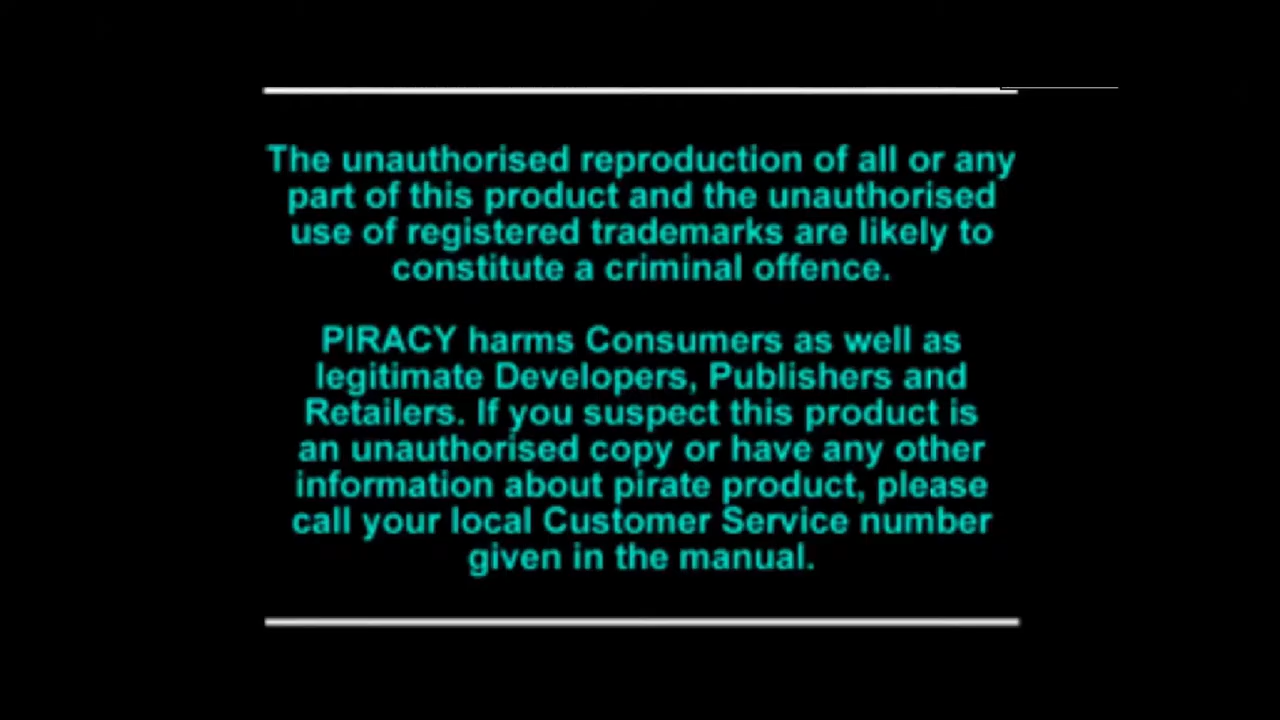 The unauthorised reproduction of all or any
part of this product and the unauthorised
use of registered trademarks are likely to
constitute a criminal offence.
PIRACY harms Consumers as well as
legitimate Developers, Publishers and
Retailers. If you suspect this product is
an unauthorised copy or have any other
information about pirate product, please
call your local Customer Service number
given in the manual.